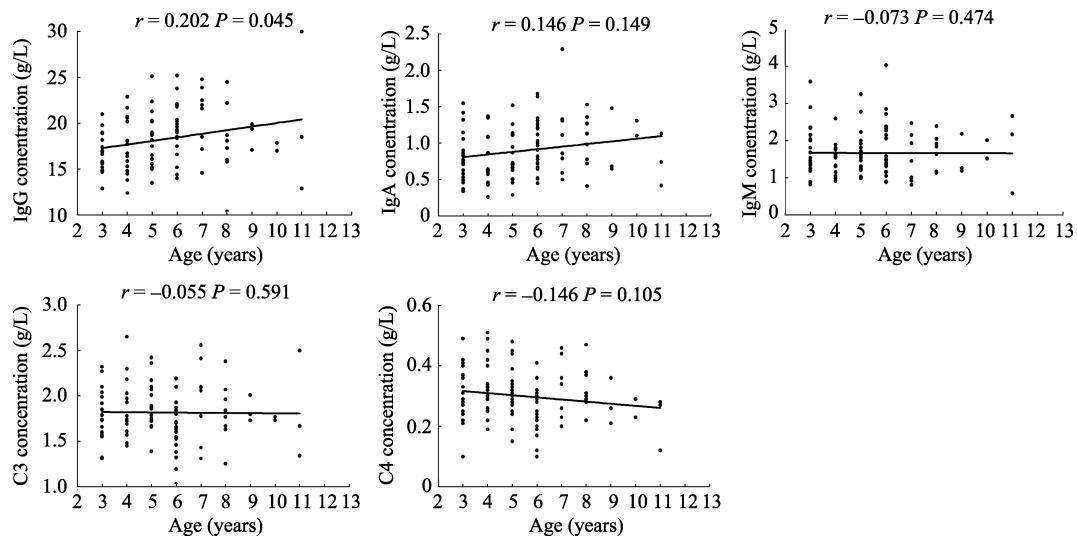 r = 0.202 P = 0.045
IgG concentration (g/L)
30
25
20
15
10
2 3 4 5 6 7 8 9 10 11 12 13
Age (years)
r = 0.146 P = 0.149
IgA conentration (g/L)
2.5
2.0
1.5
1.0
0.5
0
2 3 4 5 6 7 8 9 10 11 12 13
Age (years)
r = –0.073 P = 0.474
IgM conentration (g/L)
5
4
3
2
1
0
2 3 4 5 6 7 8 9 10 11 12 13
Age (years)
r = –0.055 P = 0.591
C3 concenration (g/L)
3.0
2.5
2.0
1.5
1.0
2 3 4 5 6 7 8 9 10 11 12 13
Age (years)
r = –0.146 P = 0.105
C4 concenration (g/L)
0.6
0.4
0.2
0
2 3 4 5 6 7 8 9 10 11 12 13
Age (years)